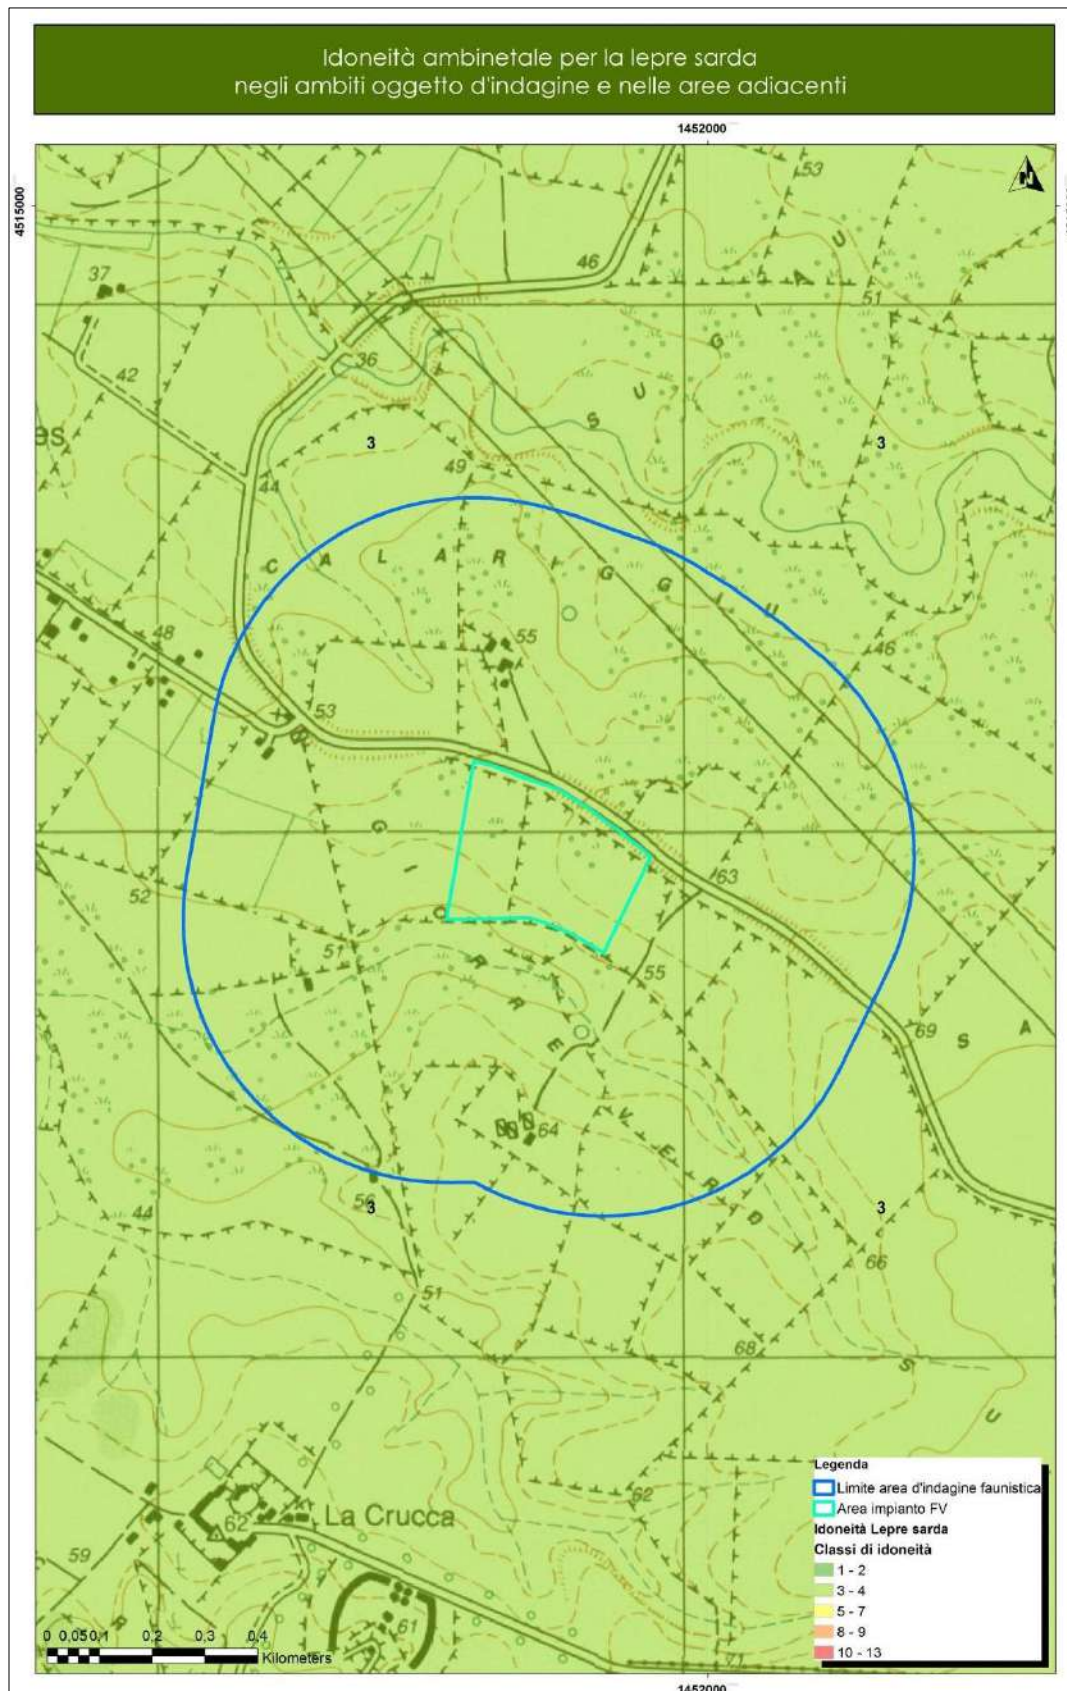 Idoneità ambinetale per la lepre sarda
negli ambiti oggetto d'indagine e nelle aree adiacenti
1452000
4515000
N
53
46
37
51
36
42
es
3
3
49
44
S U G I A U
C A L A R I G G I U
46
55
48
53
G I O R R E V E R D I
63
52
51
55
69
S A
64
56
3
3
44
66
51
68
S U
62
La Crucca
62
59
61
71
R
Legenda
Limite area d'indagine faunistica
Area impianto FV
Idoneità Lepre sarda
Classi di idoneità
1 - 2
3 - 4
5 - 7
8 - 9
10 - 13
0 0,05 0,1 0,2 0,3 0,4
Kilometers
1452000